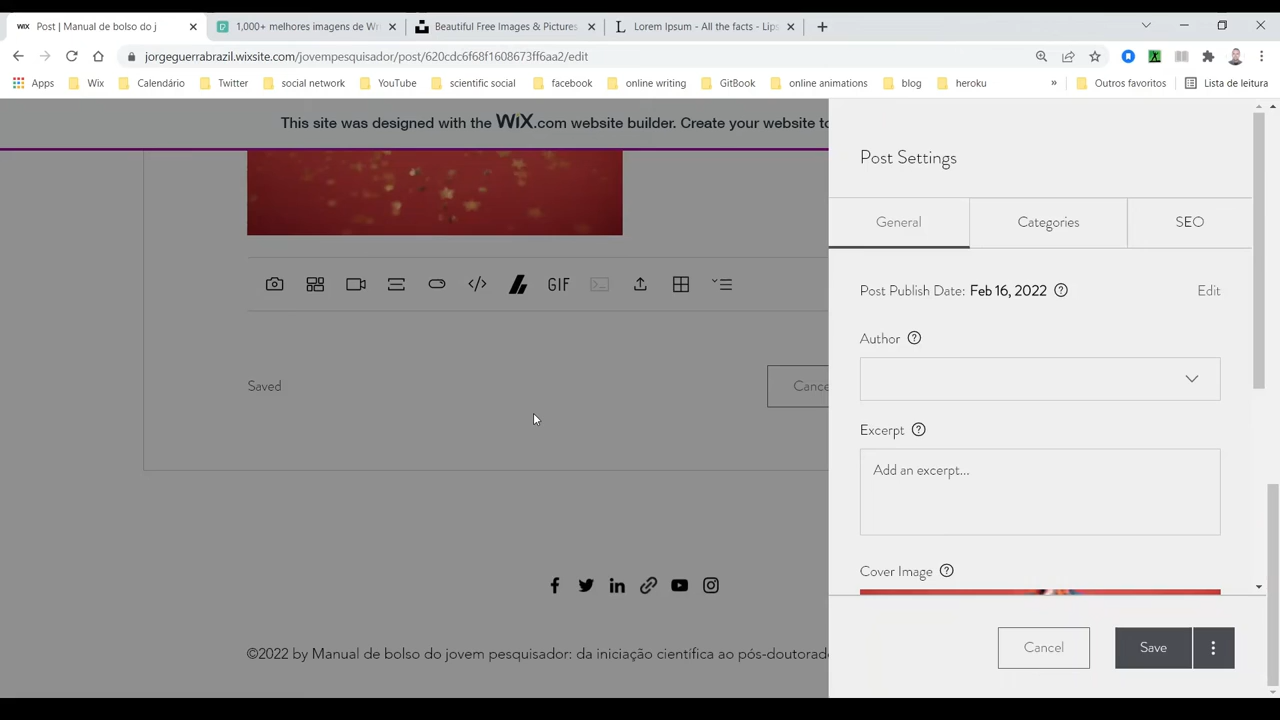 WiX Post | Manual de bolso do j
1,000+ melhores imagens de Wi
Beautiful Free Images & Pictures
L Lorem Ipsum - All the facts - Lips
jorgeguerrabrazil.wixsite.com/jovempesquisador/post/620cdc6f68f1608673ff6aa2/edit
Apps Wix Calendário Twitter social network YouTube scientific social facebook online writing GitBook online animations blog heroku » Outros favoritos Lista de leitura
This site was designed with the WiX.com website builder. Create your website to
Post Settings
General Categories SEO
Post Publish Date: Feb 16, 2022 ? Edit
</> GIF
Author ?
Saved Cance
Excerpt ?
Add an excerpt...
Cover Image ?
Cancel Save
©2022 by Manual de bolso do jovem pesquisador: da iniciação científica ao pós-doutorado